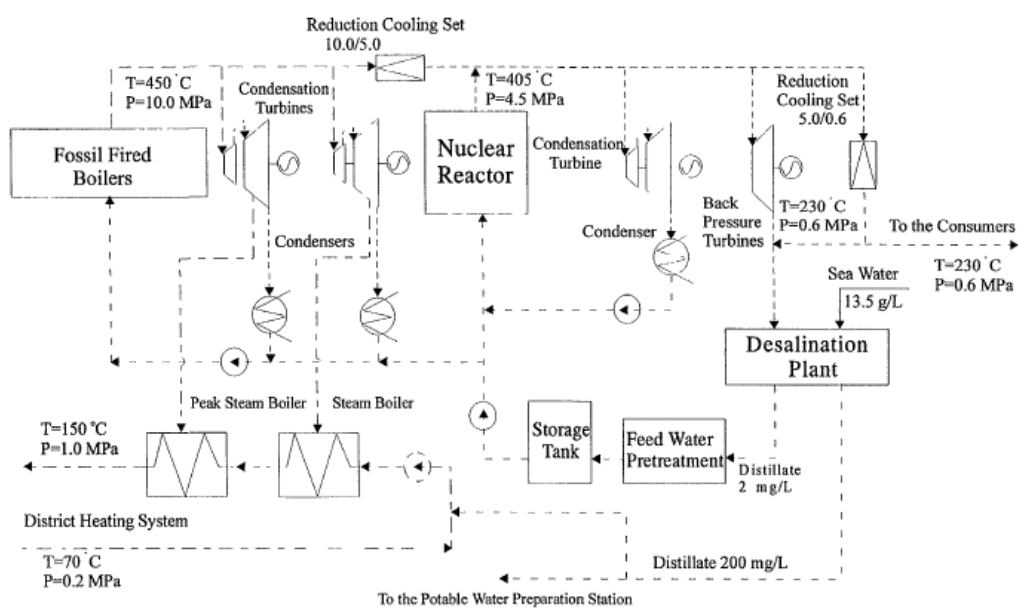 Reduction Cooling Set
10.0/5.0
T=450 °C
P=10.0 MPa
Condensation
Turbines
T=405 °C
P=4.5 MPa
Reduction
Cooling Set
5.0/0.6
Fossil Fired
Boilers
Nuclear
Reactor
Condensation
Turbine
Back
Pressure
Turbines
T=230 °C
P=0.6 MPa
To the Consumers
T=230 °C
P=0.6 MPa
Condensers
Condenser
Sea Water
13.5 g/L
Desalination
Plant
Peak Steam Boiler
Steam Boiler
T=150 °C
P=1.0 MPa
Storage
Tank
Feed Water
Pretreatment
Distillate
2 mg/L
District Heating System
T=70 °C
P=0.2 MPa
Distillate 200 mg/L
To the Potable Water Preparation Station